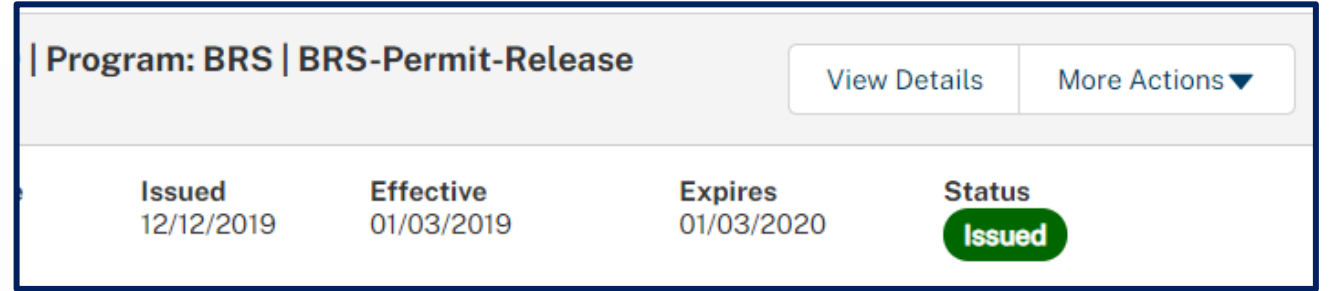 | Program: BRS | BRS-Permit-Release
View Details
More Actions
Issued
Effective
Expires
Status
12/12/2019
01/03/2019
01/03/2020
Issued